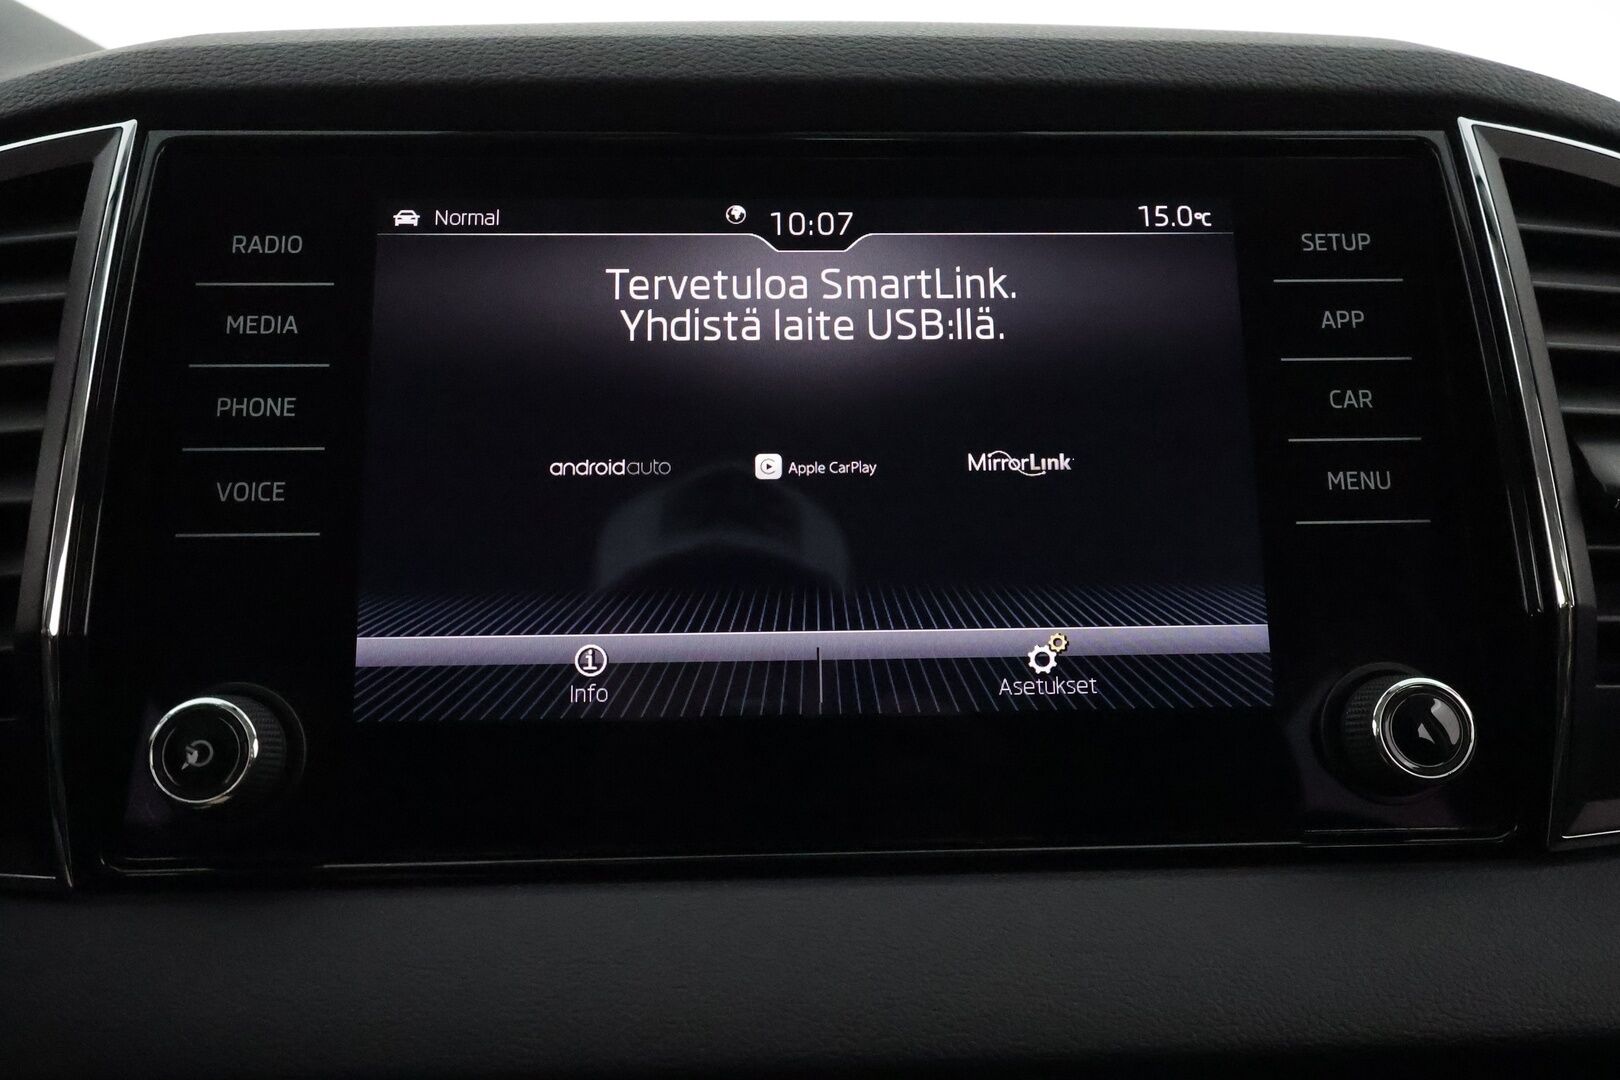 Normal
10:07
15.0°C
RADIO
MEDIA
PHONE
VOICE
Tervetuloa SmartLink.
Yhdistä laite USB:llä.
androidauto
Apple CarPlay
MirrorLink
Info
Asetukset
SETUP
APP
CAR
MENU